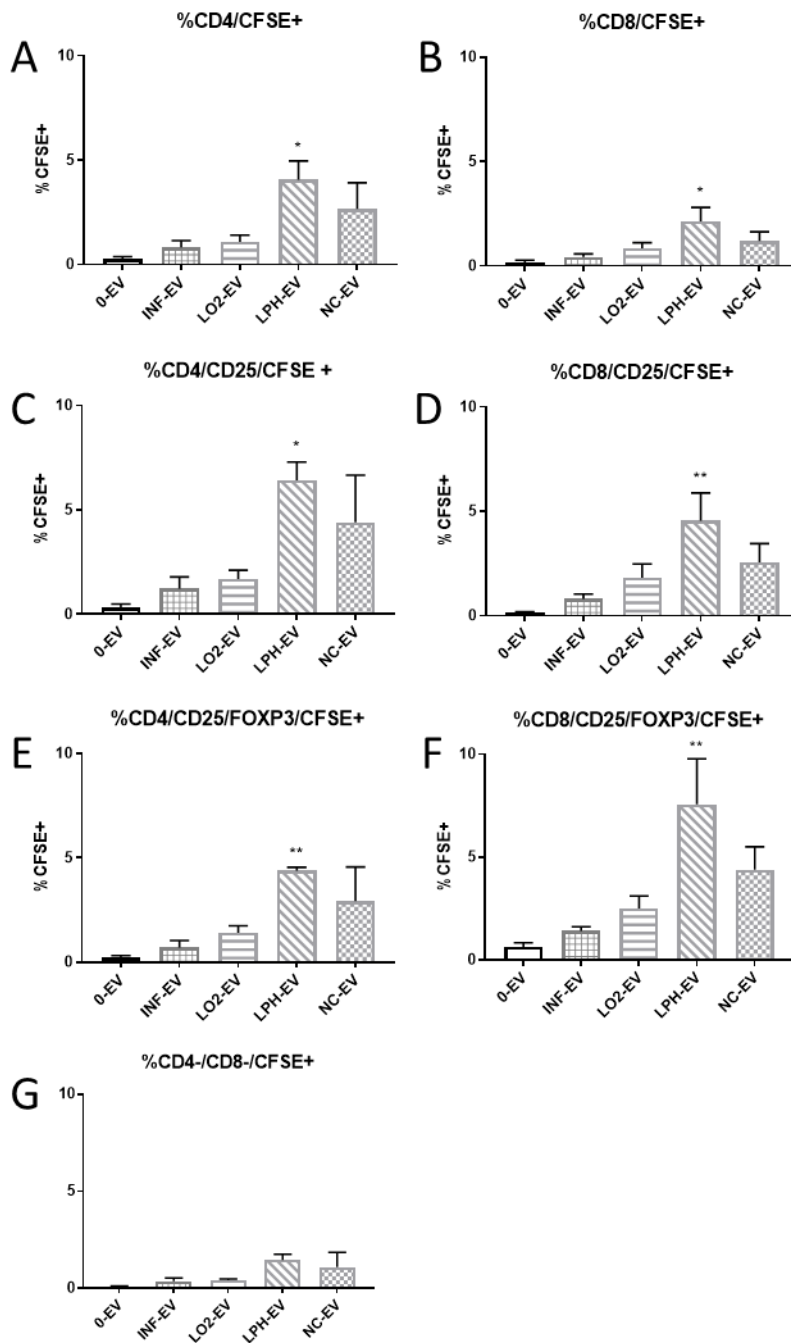 %CD4/CFSE+
A
10
5
0
% CFSE+
*
0-EV
INF-EV
LO2-EV
LPH-EV
NC-EV
%CD8/CFSE+
B
10
5
0
% CFSE+
*
0-EV
INF-EV
LO2-EV
LPH-EV
NC-EV
%CD4/CD25/CFSE +
C
10
5
0
% CFSE+
*
0-EV
INF-EV
LO2-EV
LPH-EV
NC-EV
%CD8/CD25/CFSE+
D
10
5
0
% CFSE+
**
0-EV
INF-EV
LO2-EV
LPH-EV
NC-EV
%CD4/CD25/FOXP3/CFSE+
E
10
5
0
% CFSE+
**
0-EV
INF-EV
LO2-EV
LPH-EV
NC-EV
%CD8/CD25/FOXP3/CFSE+
F
10
5
0
% CFSE+
**
0-EV
INF-EV
LO2-EV
LPH-EV
NC-EV
%CD4-/CD8-/CFSE+
G
10
5
0
% CFSE+
0-EV
INF-EV
LO2-EV
LPH-EV
NC-EV